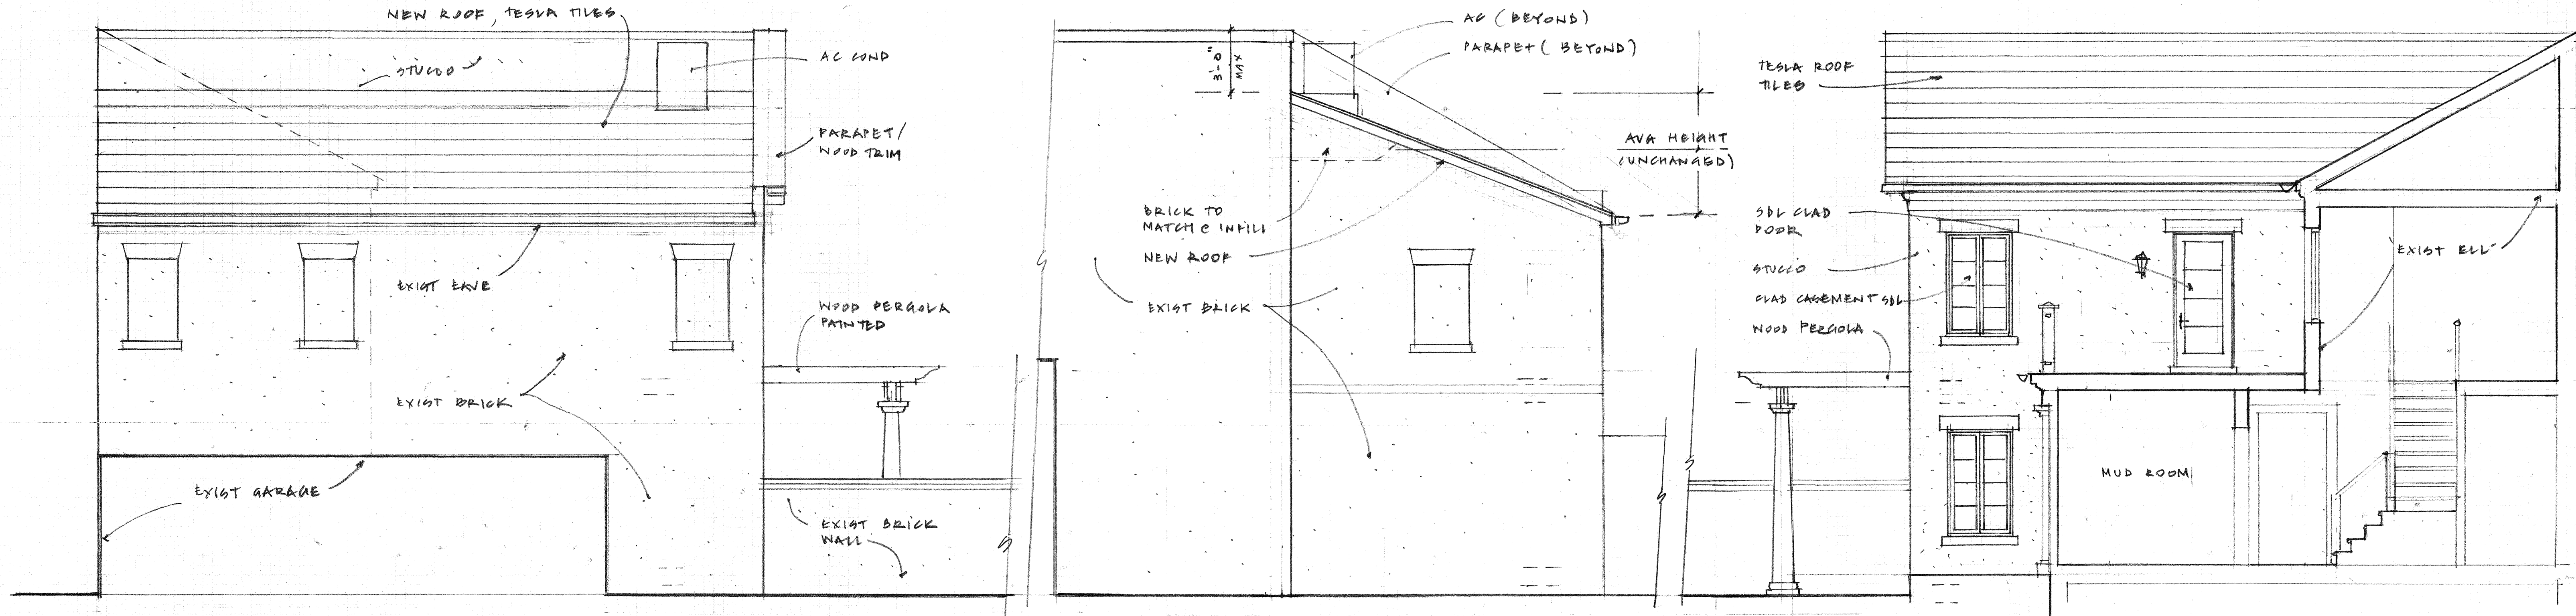 NEW ROOF, TESLA TILES
STUCCO
AC COND
PARAPET/
WOOD TRIM
EXIST EAVE
WOOD PERGOLA
PAINTED
EXIST BRICK
EXIST GARAGE
EXIST BRICK
WALL
AC (BEYOND)
PARAPET (BEYOND)
3'-0"
MAX
AVG HEIGHT
(UNCHANGED)
BRICK TO
MATCH @ INFILL
NEW ROOF
EXIST BRICK
TESLA ROOF
TILES
SDL CLAD
DOOR
STUCCO
CLAD CASEMENT SDL
WOOD PERGOLA
EXIST ELL
MUD ROOM